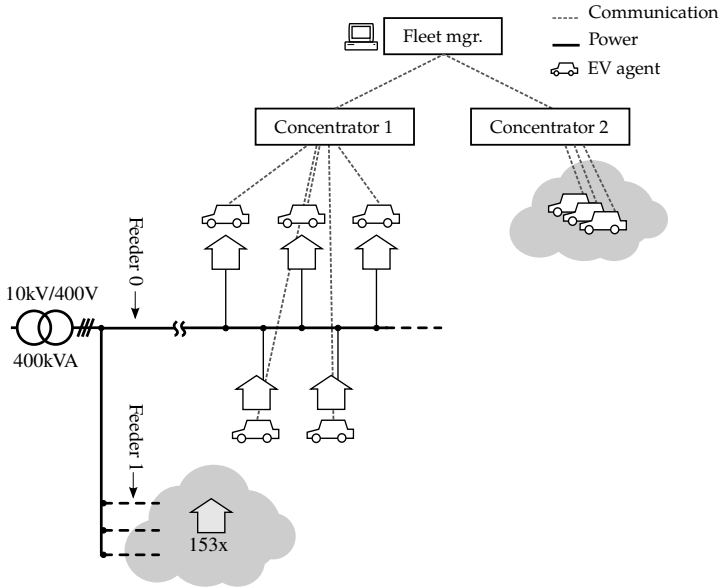 Communication
Fleet mgr.
Power
EV agent
Concentrator 1
Concentrator 2
Feeder 0
10kV/400V
400kVA
Feeder 1
153x